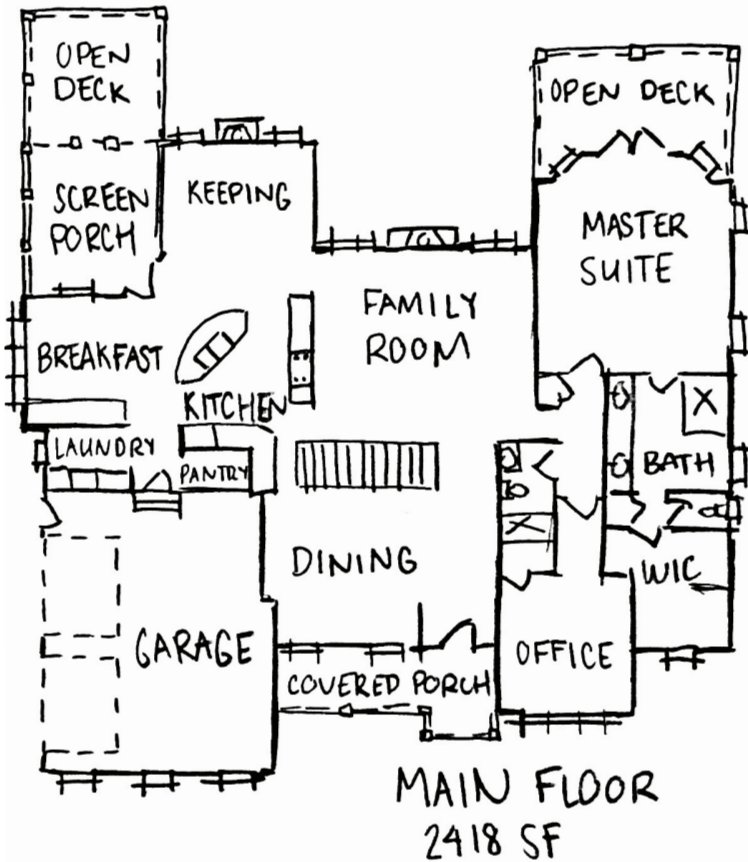 OPEN
DECK
OPEN DECK
SCREEN
PORCH
KEEPING
MASTER
SUITE
FAMILY
ROOM
BREAKFAST
KITCHEN
LAUNDRY
PANTRY
BATH
DINING
WIC
GARAGE
OFFICE
COVERED PORCH
MAIN FLOOR
2418 SF